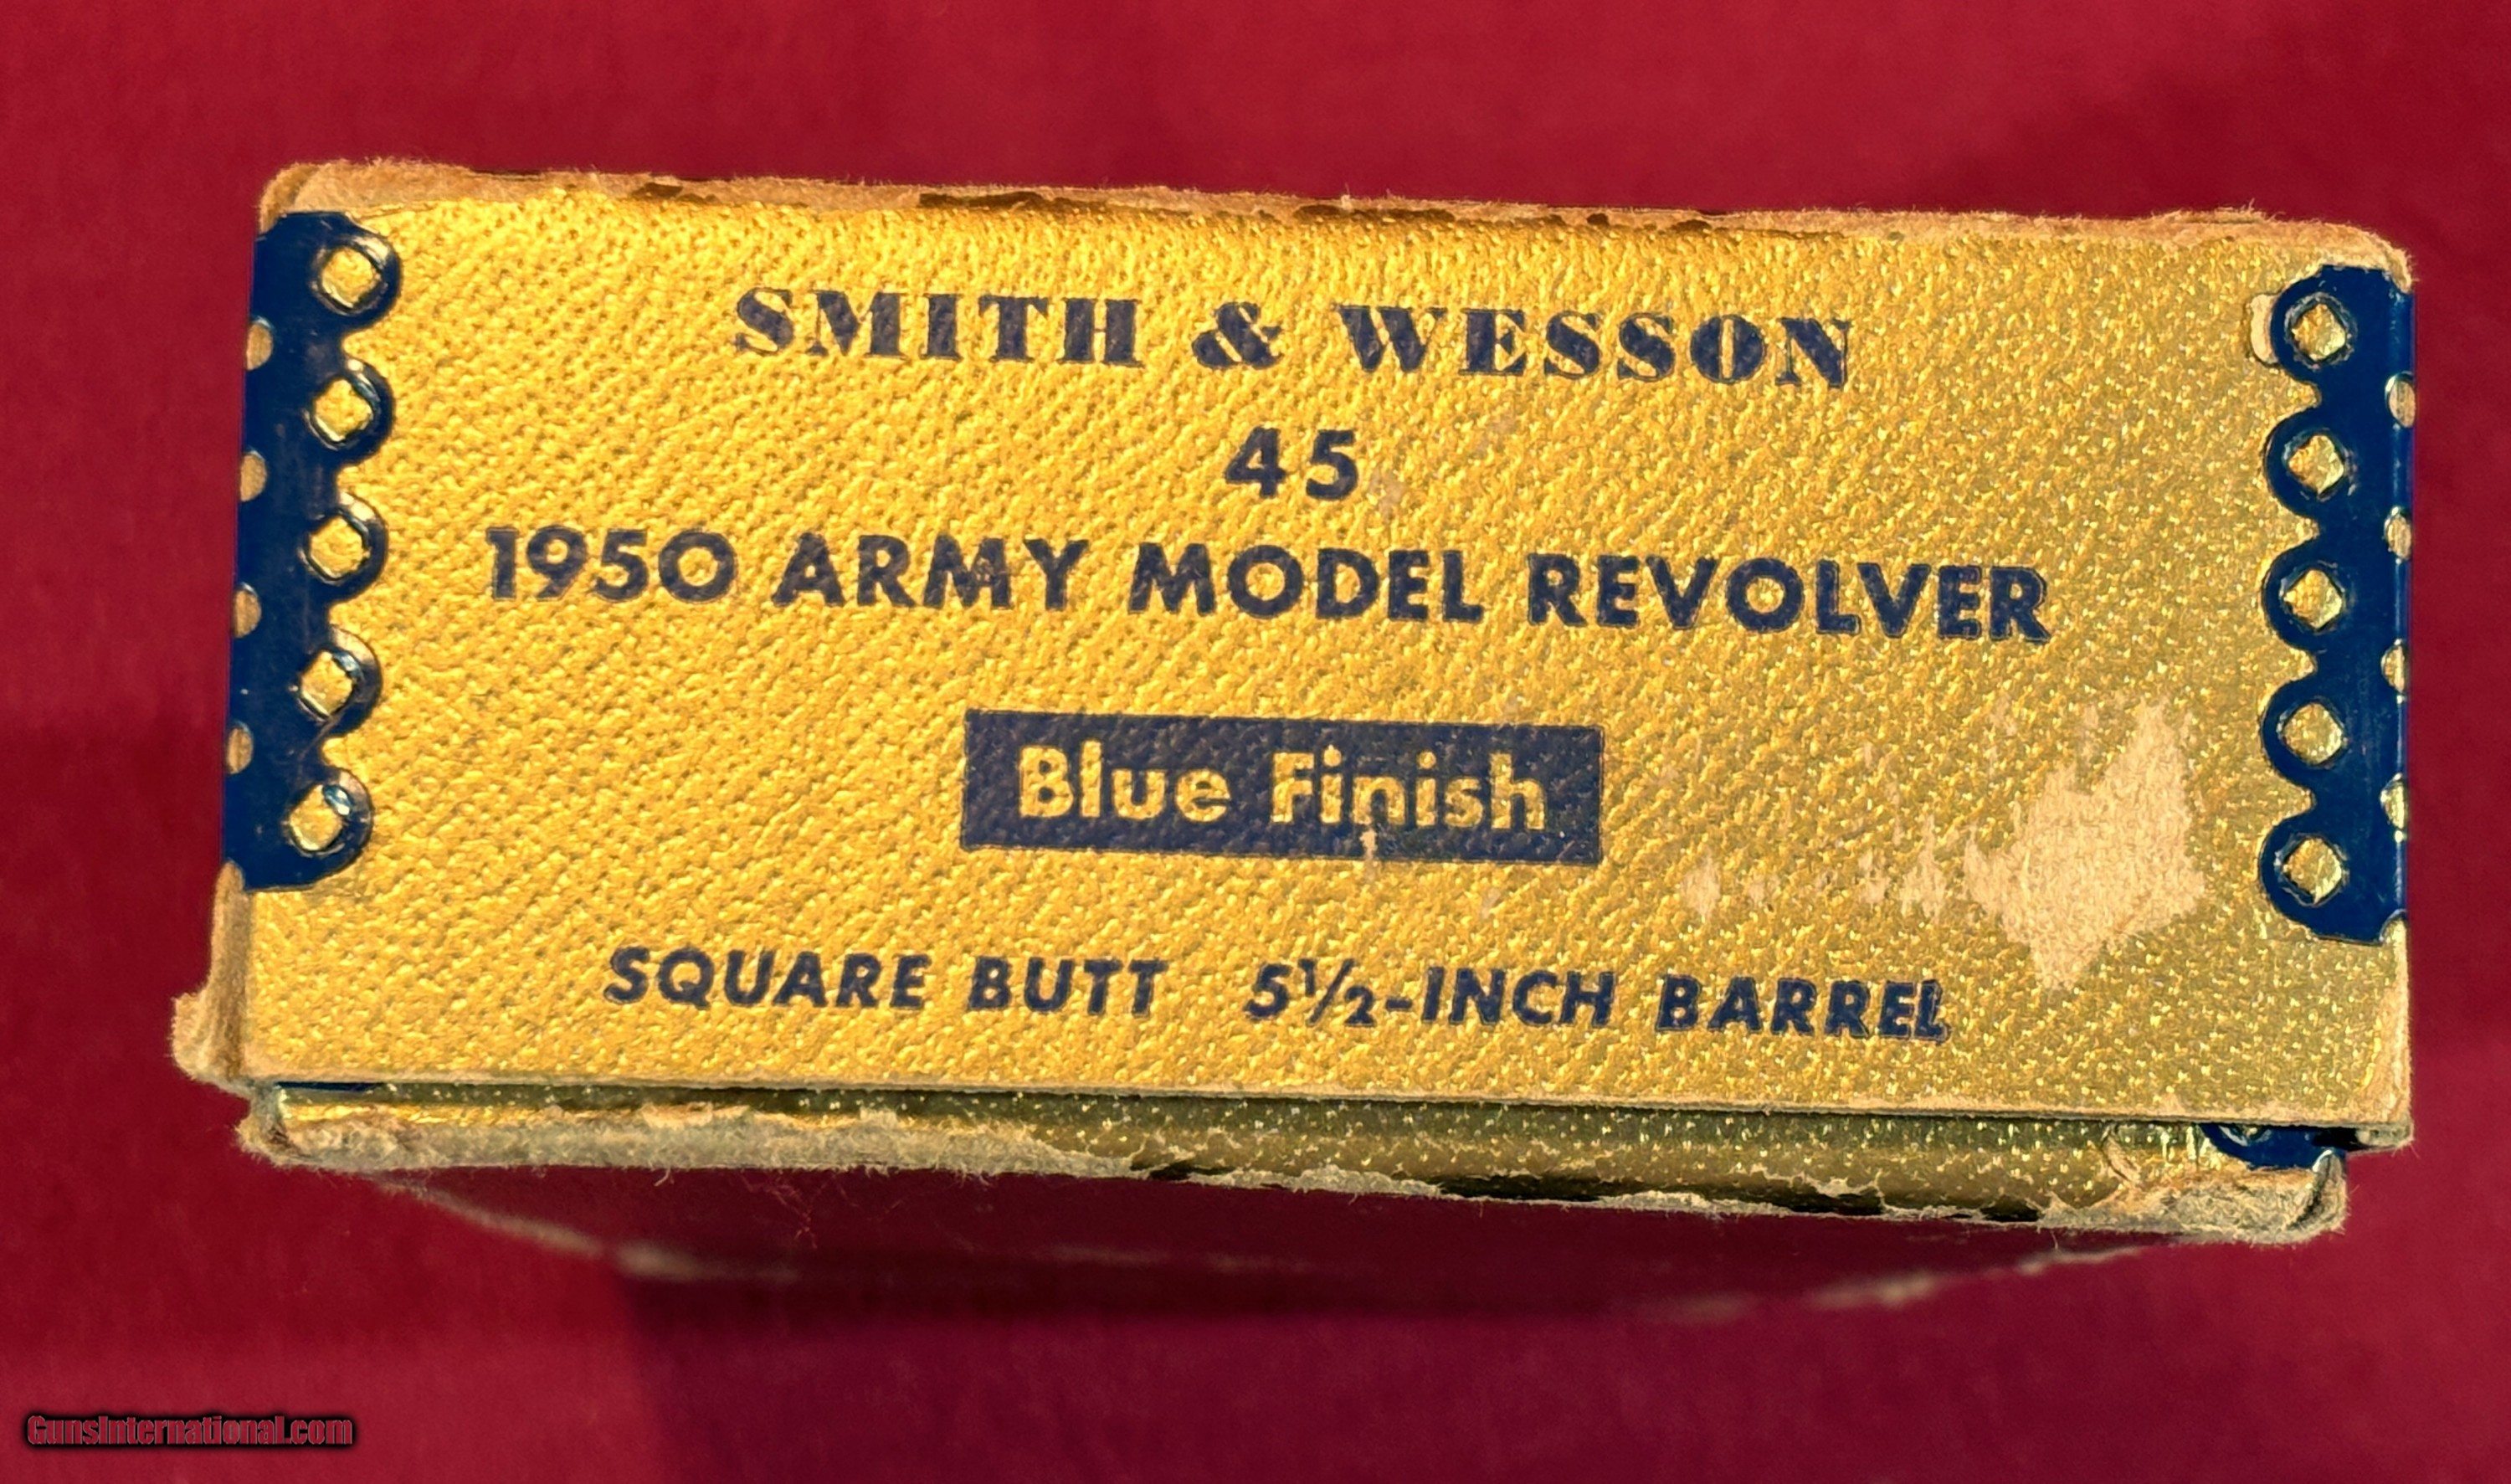 SMITH & WESSON
45
1950 ARMY MODEL REVOLVER
Blue Finish
SQUARE BUTT 5½-INCH BARREL
GunsInternational.com